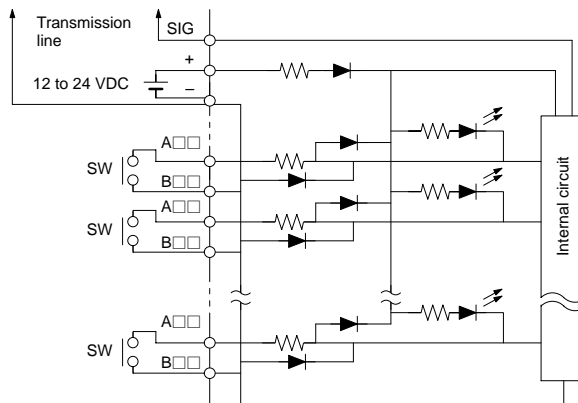 Transmission
line
SIG
+
12 to 24 VDC
–
A□□
SW
B□□
A□□
SW
B□□
Internal circuit
A□□
SW
B□□